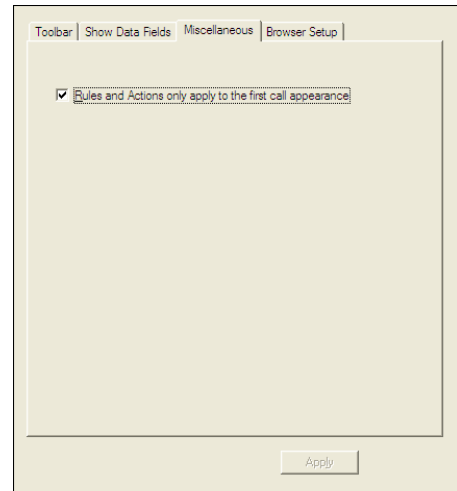 Toolbar Show Data Fields Miscellaneous Browser Setup
Rules and Actions only apply to the first call appearance
Apply